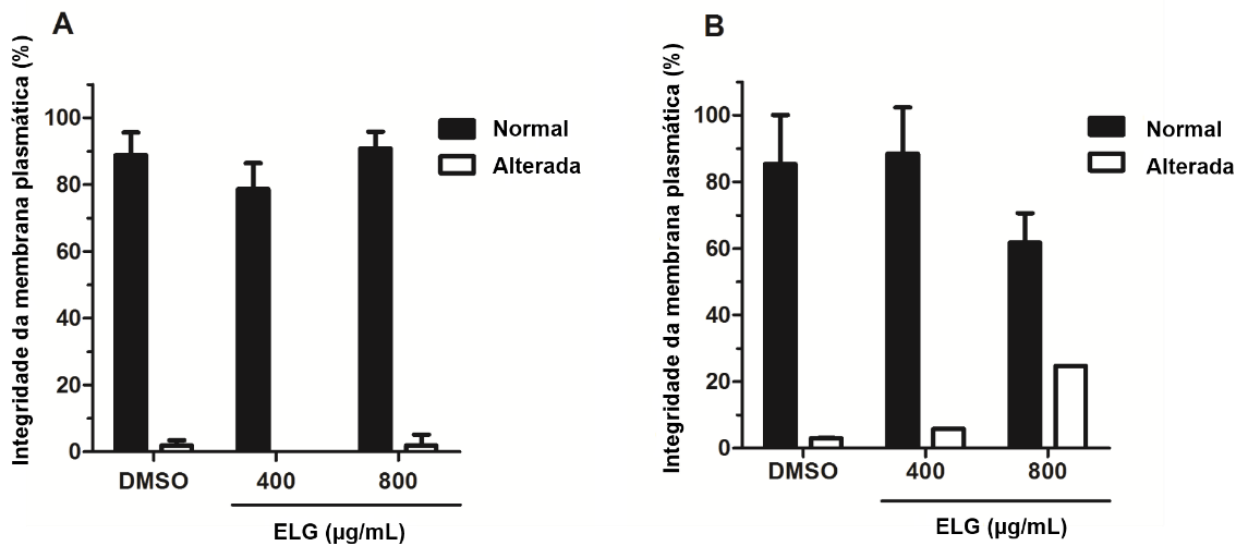 A
Integridade da membrana plasmática (%)
100
80
60
40
20
0
Normal
Alterada
DMSO
400
800
ELG (µg/mL)
B
Integridade da membrana plasmática (%)
100
80
60
40
20
0
Normal
Alterada
DMSO
400
800
ELG (µg/mL)